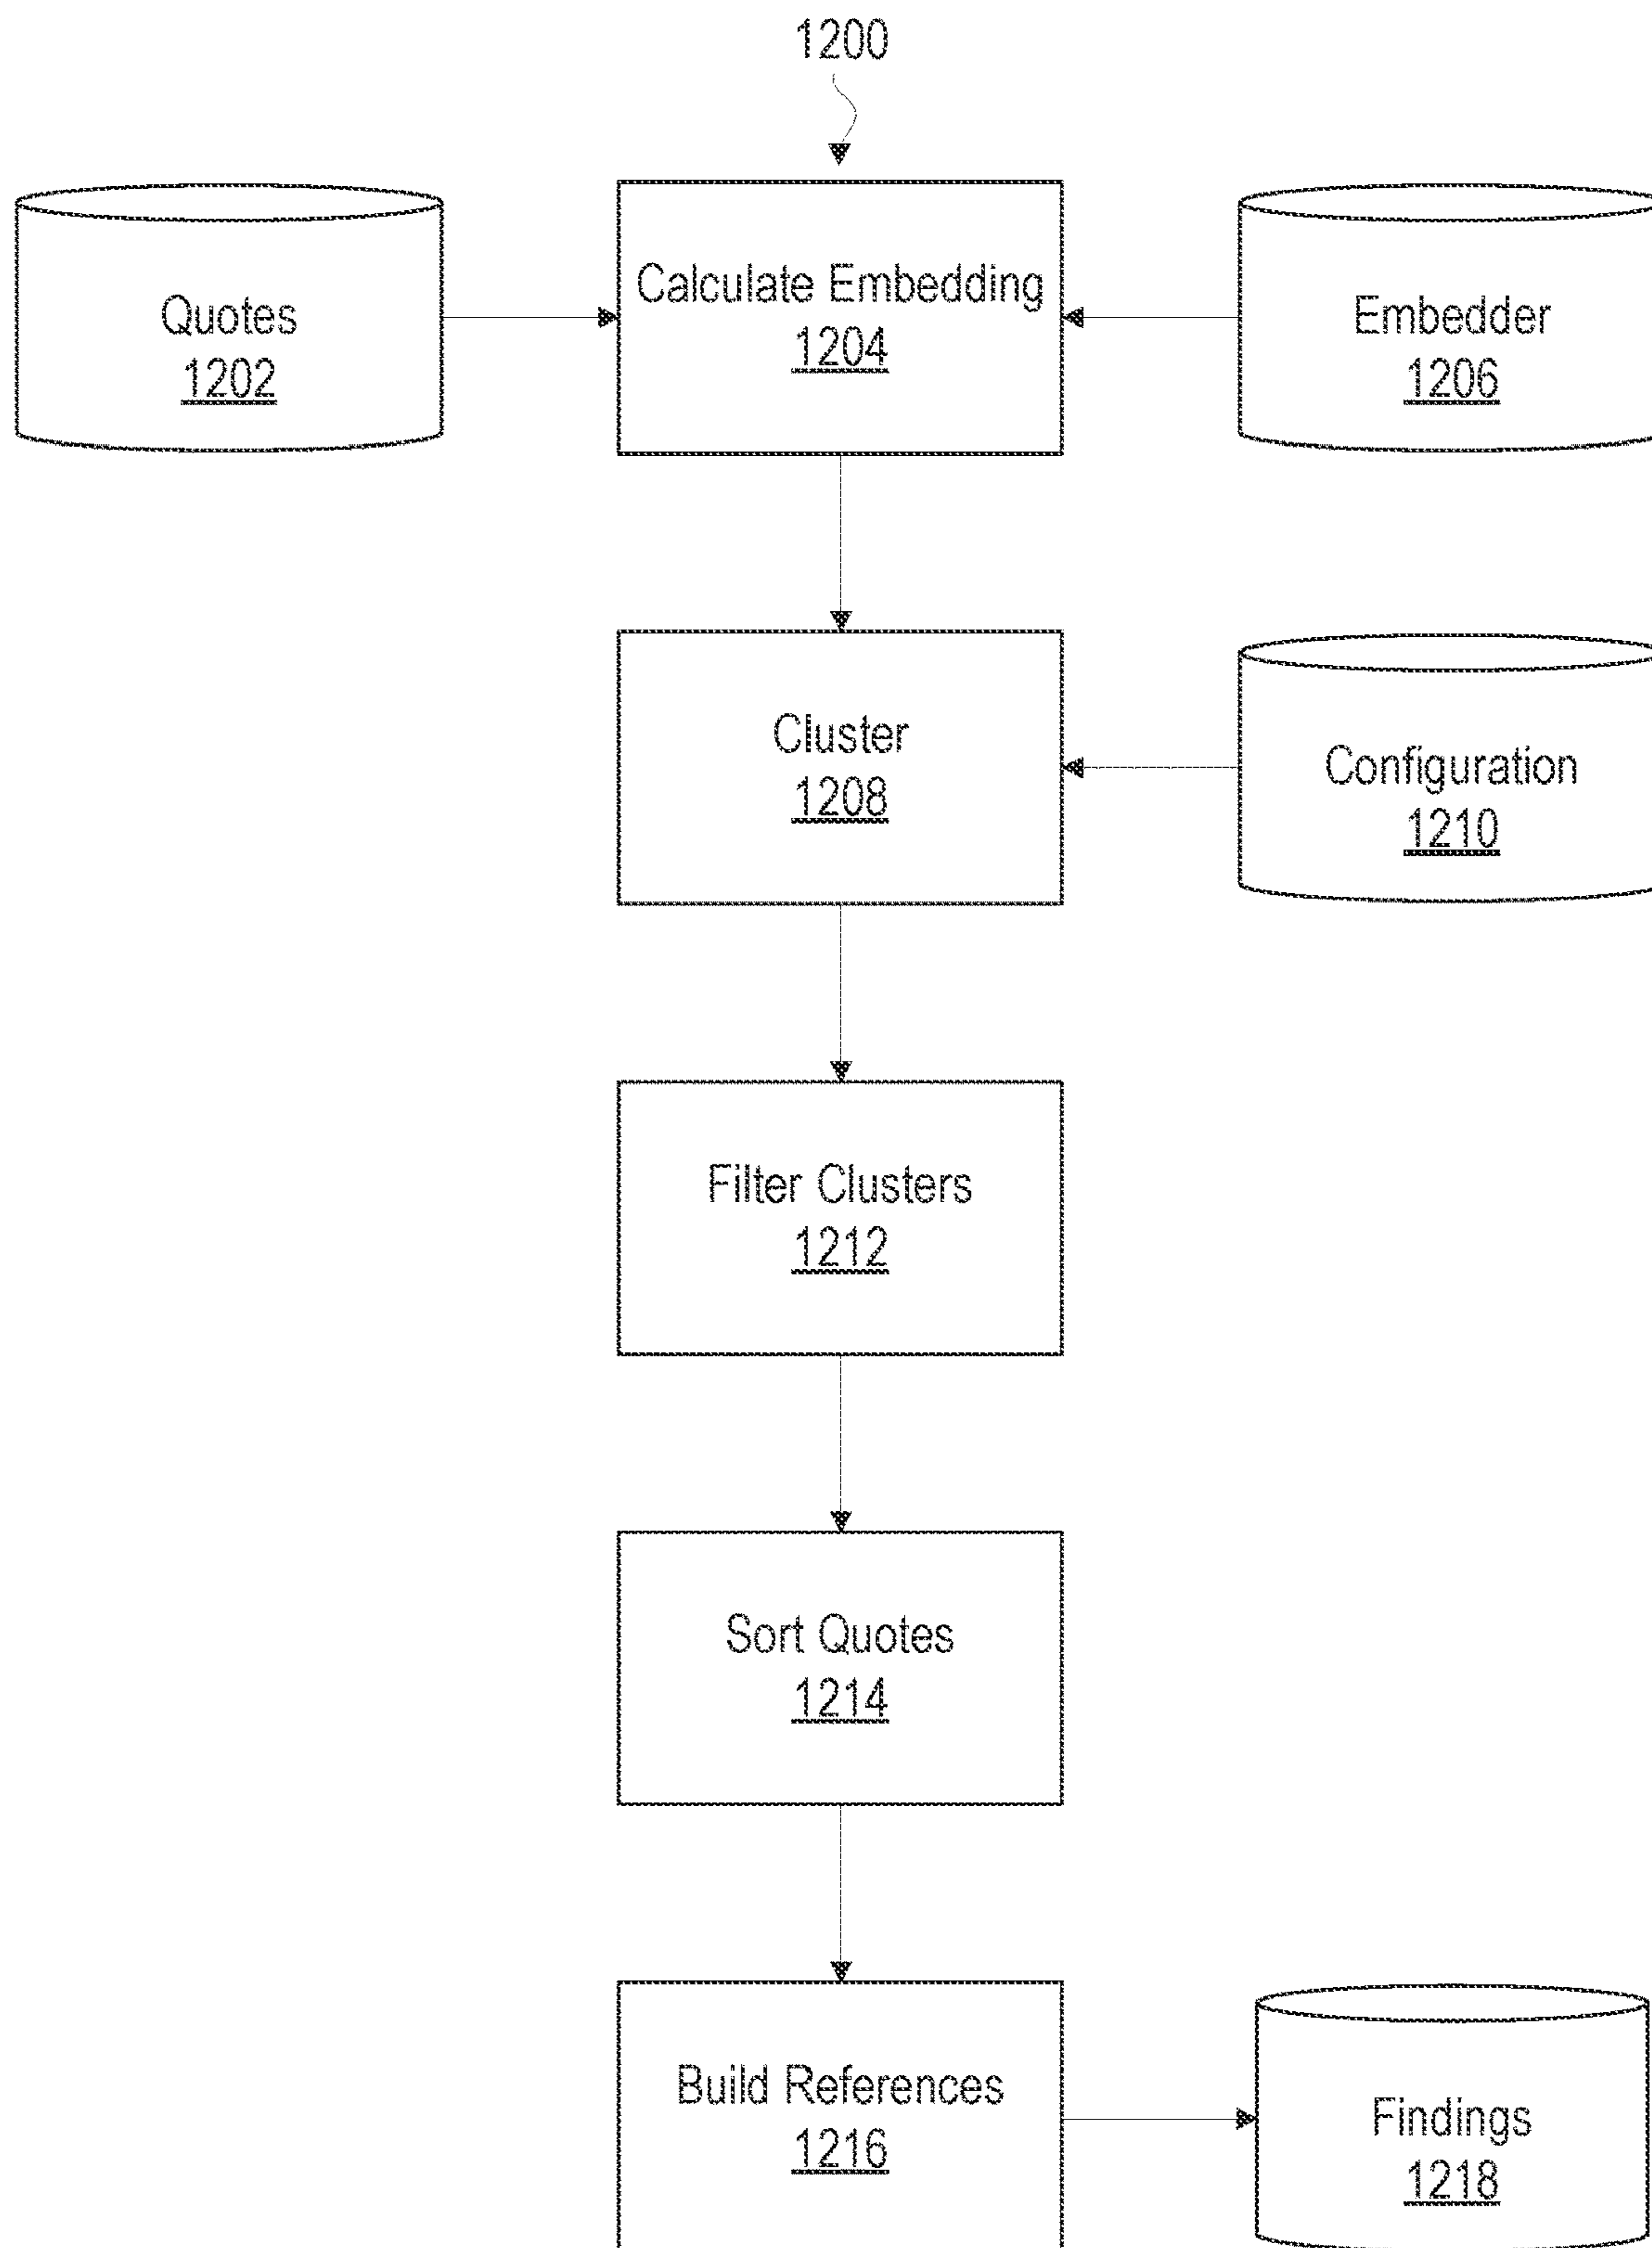 1200
Quotes
1202
Calculate Embedding
1204
Embedder
1206
Cluster
1208
Configuration
1210
Filter Clusters
1212
Sort Quotes
1214
Build References
1216
Findings
1218